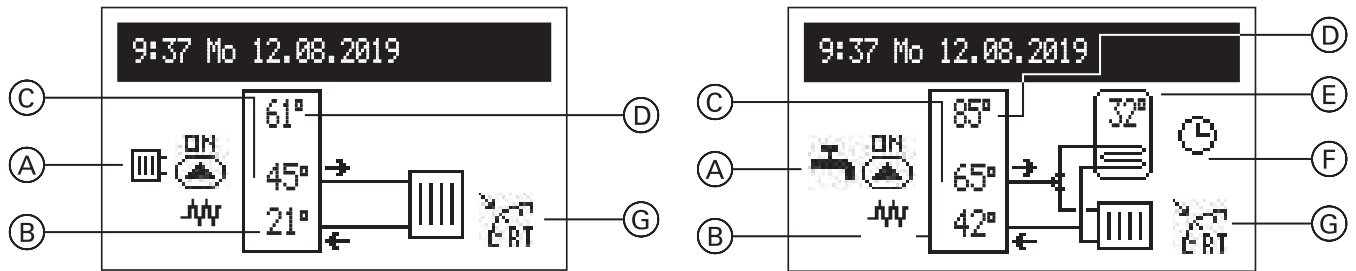 9:37 Mo 12.08.2019
C
61°
D
ON
A
45°
B
21°
RT
G
9:37 Mo 12.08.2019
D
C
85°
32°
E
ON
A
65°
F
B
42°
RT
G